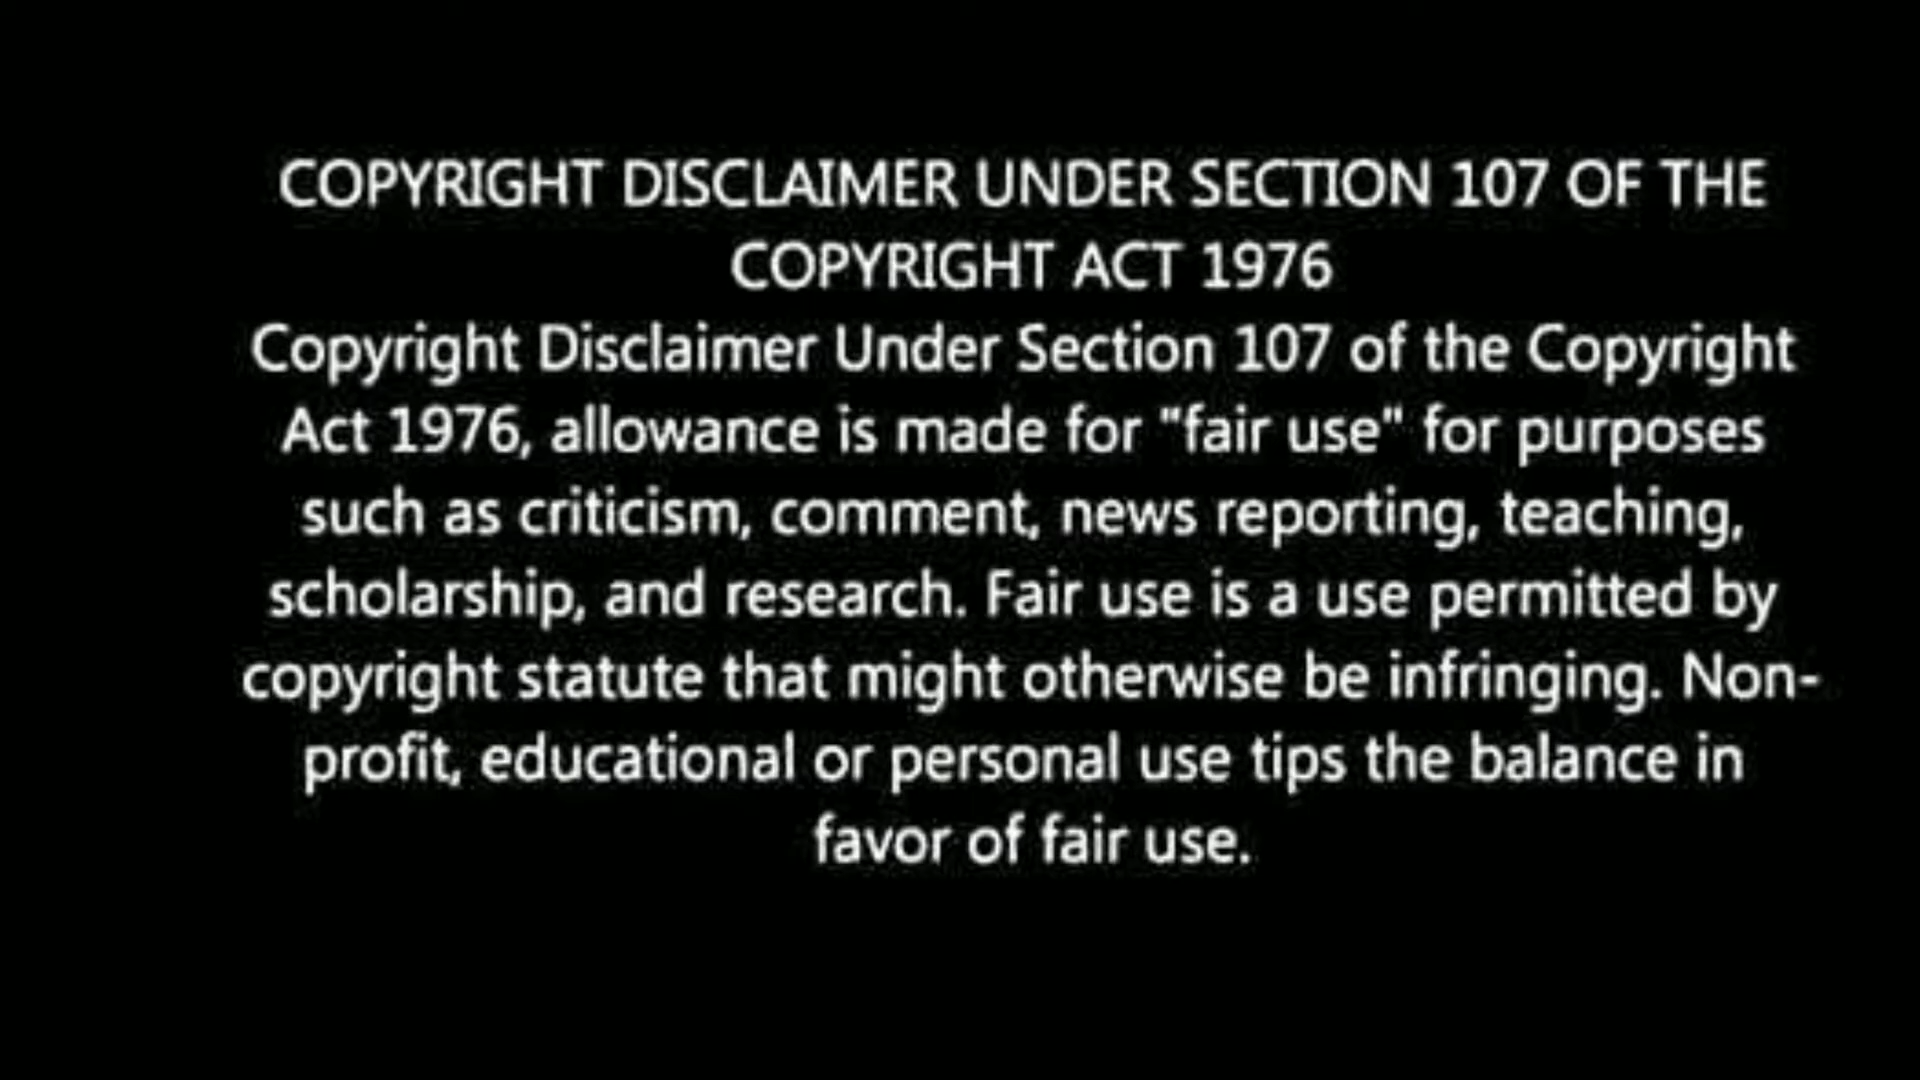 COPYRIGHT DISCLAIMER UNDER SECTION 107 OF THE
COPYRIGHT ACT 1976
Copyright Disclaimer Under Section 107 of the Copyright
Act 1976, allowance is made for "fair use" for purposes
such as criticism, comment, news reporting, teaching,
scholarship, and research. Fair use is a use permitted by
copyright statute that might otherwise be infringing. Non-
profit, educational or personal use tips the balance in
favor of fair use.